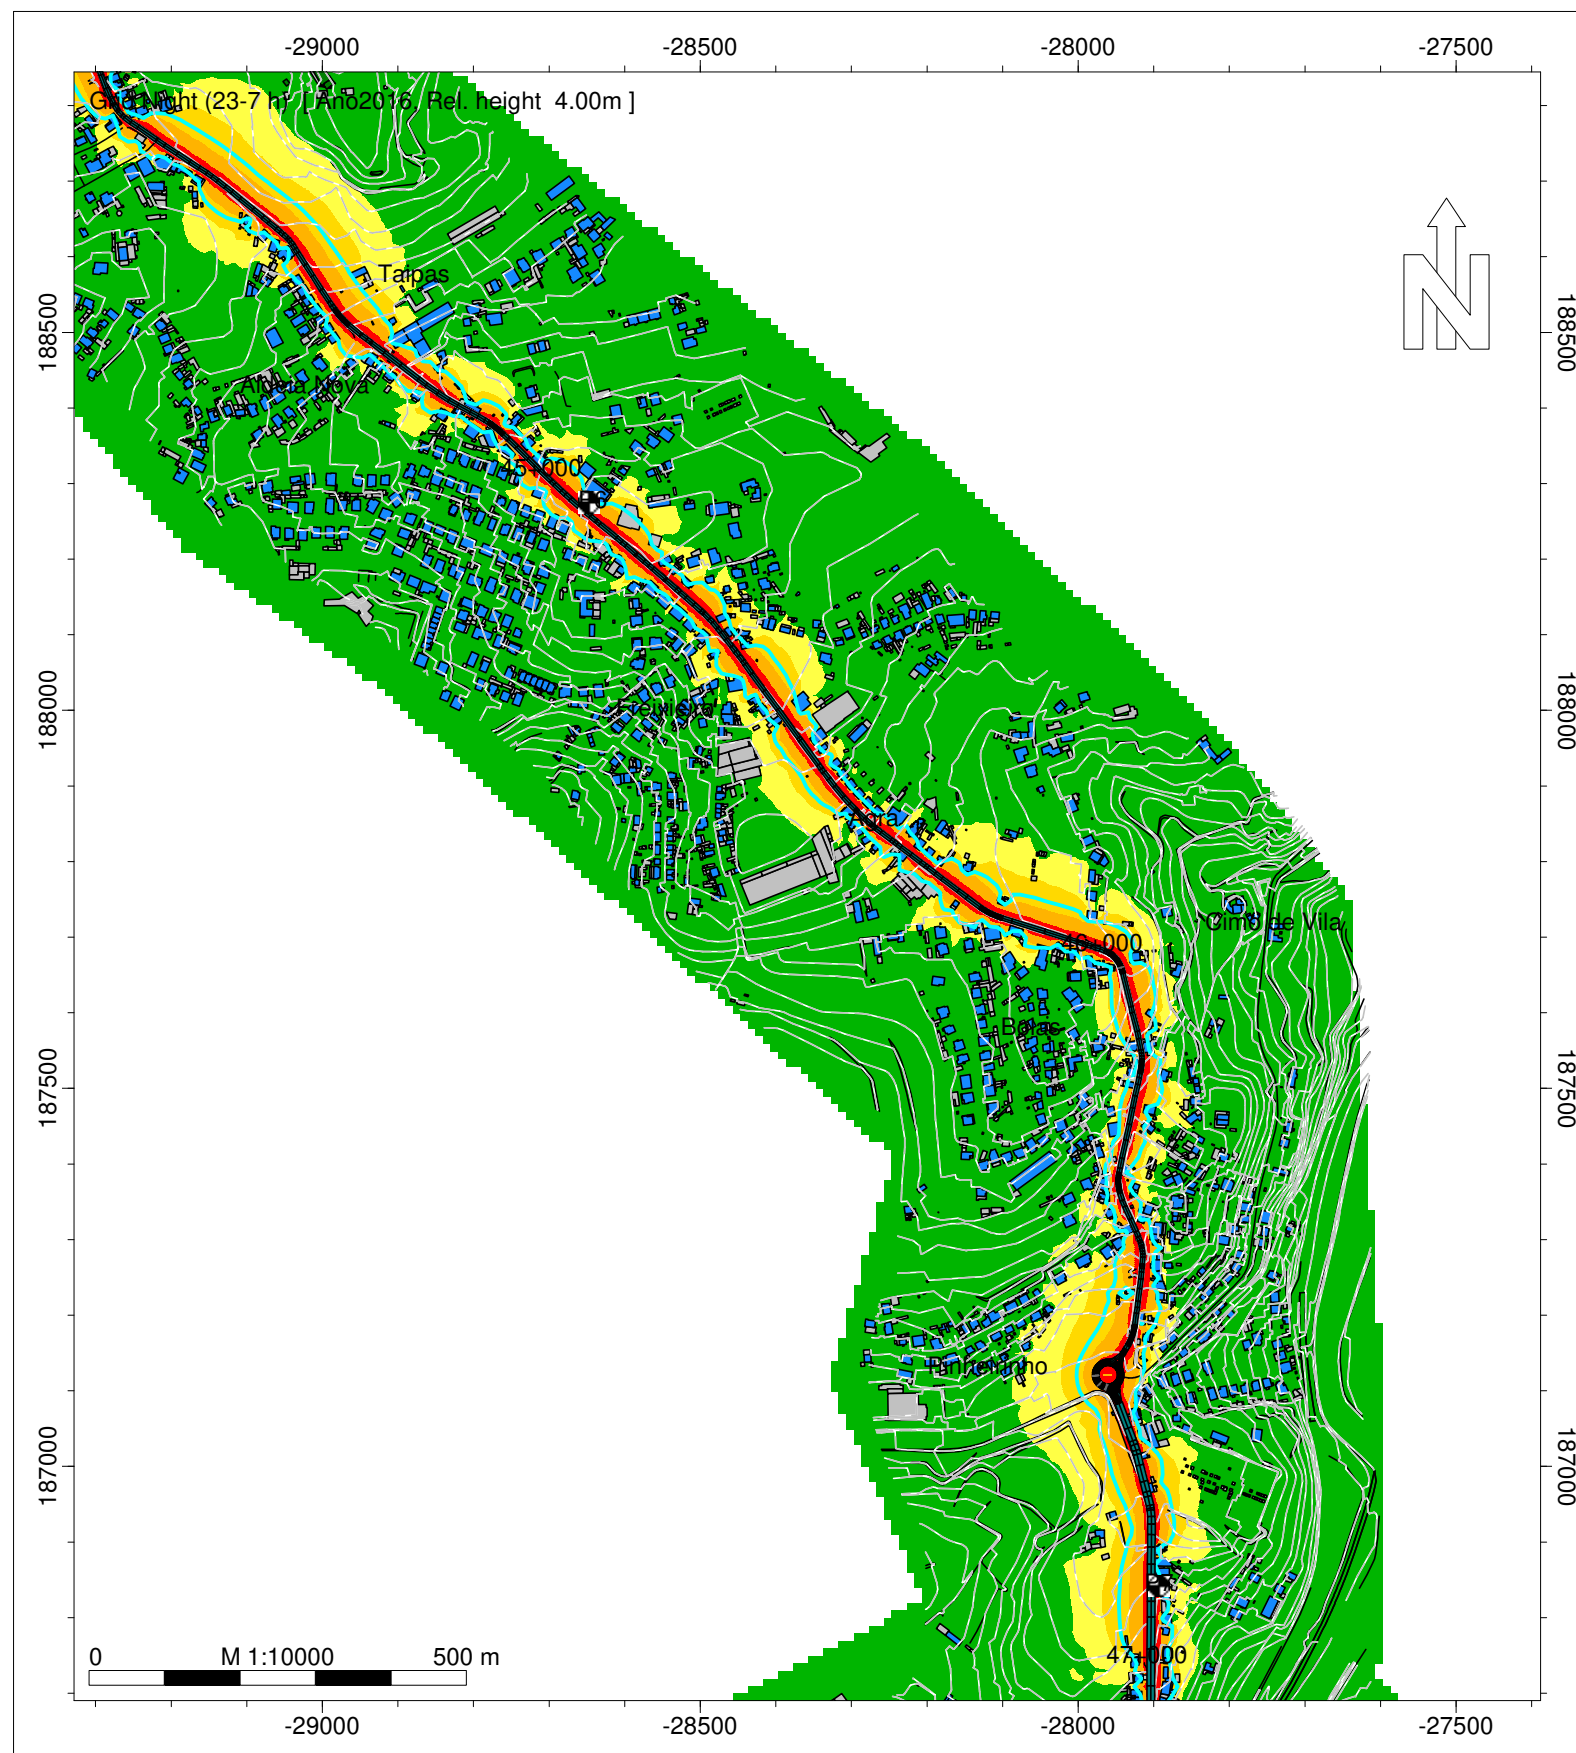 -29000 -28500 -28000 -27500
Grid Night (23-7 h) [ Ano2016, Rel. height 4.00m ]
Taipas
188500 188500
Aldeia Nova
45+000
Freixieira
188000 188000
Agra
Cimo de Vila
46+000
Bolas
187500 187500
Pinheirinho
187000 187000
47+000
0 M 1:10000 500 m
-29000 -28500 -28000 -27500
N